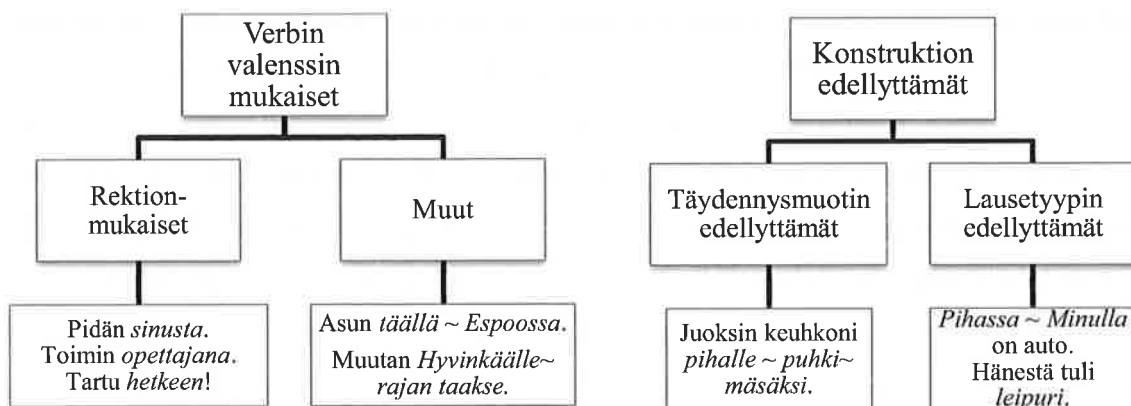 Verbin
valenssin
mukaiset
Konstruktion
edellyttämät
Rektion-
mukaiset
Muut
Täydennysmuotin
edellyttämät
Lausetyypin
edellyttämät
Pidän sinusta.
Toimin opettajana.
Tartu hetkeen!
Asun täällä ~ Espoossa.
Muutan Hyvinkäälle~
rajan taakse.
Juoksin keuhkoni
pihalle ~ puhki~
mäsäksi.
Pihassa ~ Minulla
on auto.
Hänestä tuli
leipuri.